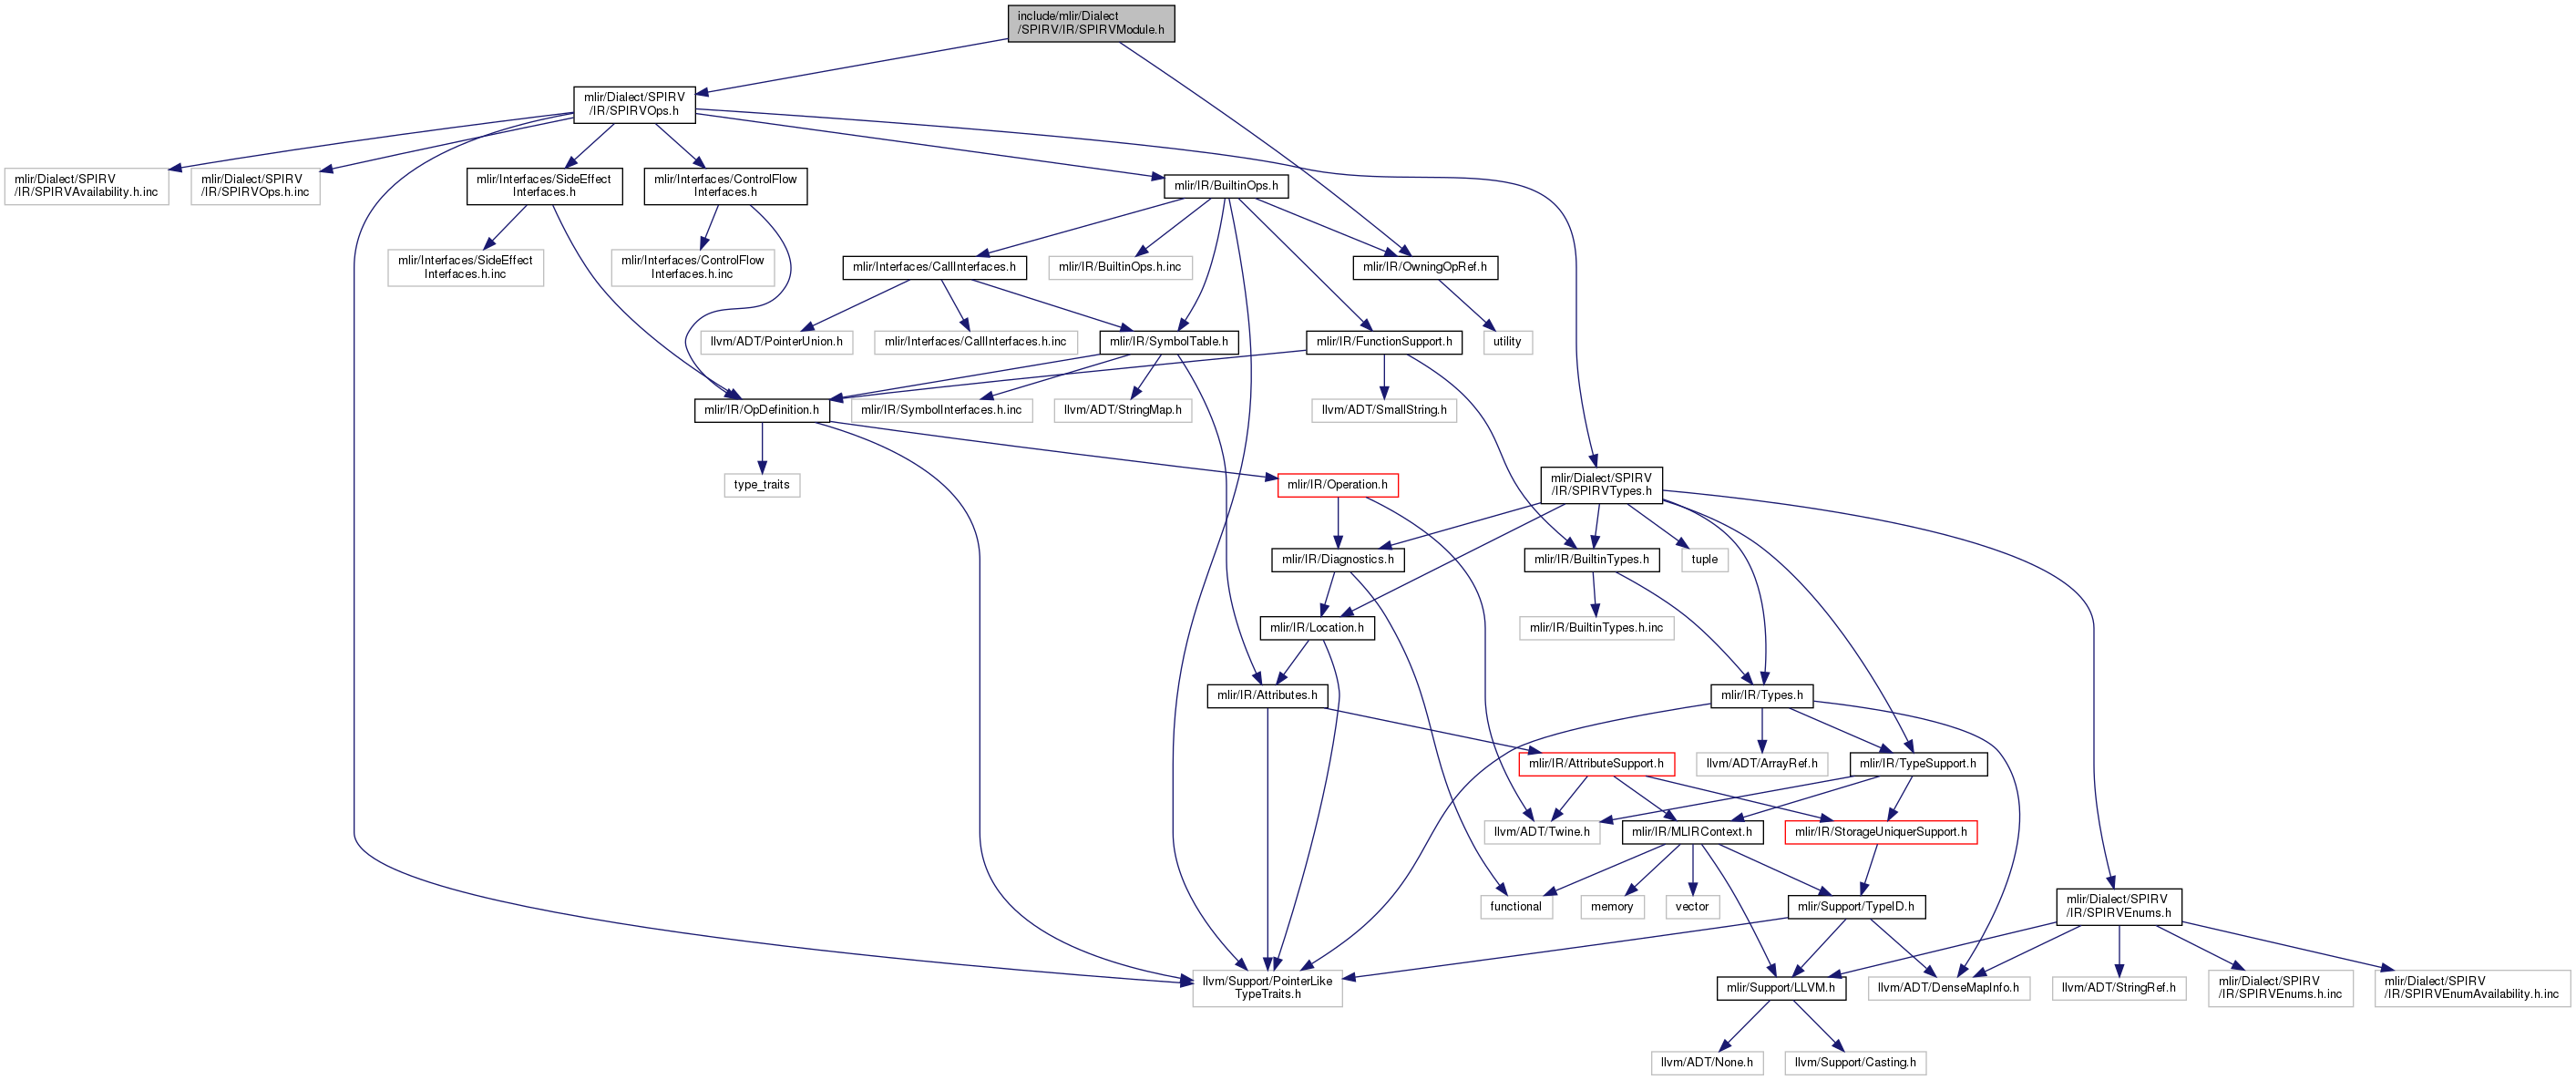 include/mlir/Dialect
/SPIRV/IR/SPIRVModule.h
mlir/Dialect/SPIRV
/IR/SPIRVOps.h
mlir/Dialect/SPIRV
/IR/SPIRVAvailability.h.inc
mlir/Dialect/SPIRV
/IR/SPIRVOps.h.inc
mlir/Interfaces/SideEffect
Interfaces.h
mlir/Interfaces/ControlFlow
Interfaces.h
mlir/IR/BuiltinOps.h
mlir/Interfaces/SideEffect
Interfaces.h.inc
mlir/Interfaces/ControlFlow
Interfaces.h.inc
mlir/Interfaces/CallInterfaces.h
mlir/IR/BuiltinOps.h.inc
mlir/IR/OwningOpRef.h
llvm/ADT/PointerUnion.h
mlir/Interfaces/CallInterfaces.h.inc
mlir/IR/SymbolTable.h
mlir/IR/FunctionSupport.h
utility
mlir/IR/OpDefinition.h
mlir/IR/SymbolInterfaces.h.inc
llvm/ADT/StringMap.h
llvm/ADT/SmallString.h
type_traits
mlir/IR/Operation.h
mlir/Dialect/SPIRV
/IR/SPIRVTypes.h
mlir/IR/Diagnostics.h
mlir/IR/BuiltinTypes.h
tuple
mlir/IR/Location.h
mlir/IR/BuiltinTypes.h.inc
mlir/IR/Attributes.h
mlir/IR/Types.h
mlir/IR/AttributeSupport.h
llvm/ADT/ArrayRef.h
mlir/IR/TypeSupport.h
llvm/ADT/Twine.h
mlir/IR/MLIRContext.h
mlir/IR/StorageUniquerSupport.h
functional
memory
vector
mlir/Support/TypeID.h
mlir/Dialect/SPIRV
/IR/SPIRVEnums.h
llvm/Support/PointerLike
TypeTraits.h
mlir/Support/LLVM.h
llvm/ADT/DenseMapInfo.h
llvm/ADT/StringRef.h
mlir/Dialect/SPIRV
/IR/SPIRVEnums.h.inc
mlir/Dialect/SPIRV
/IR/SPIRVEnumAvailability.h.inc
llvm/ADT/None.h
llvm/Support/Casting.h